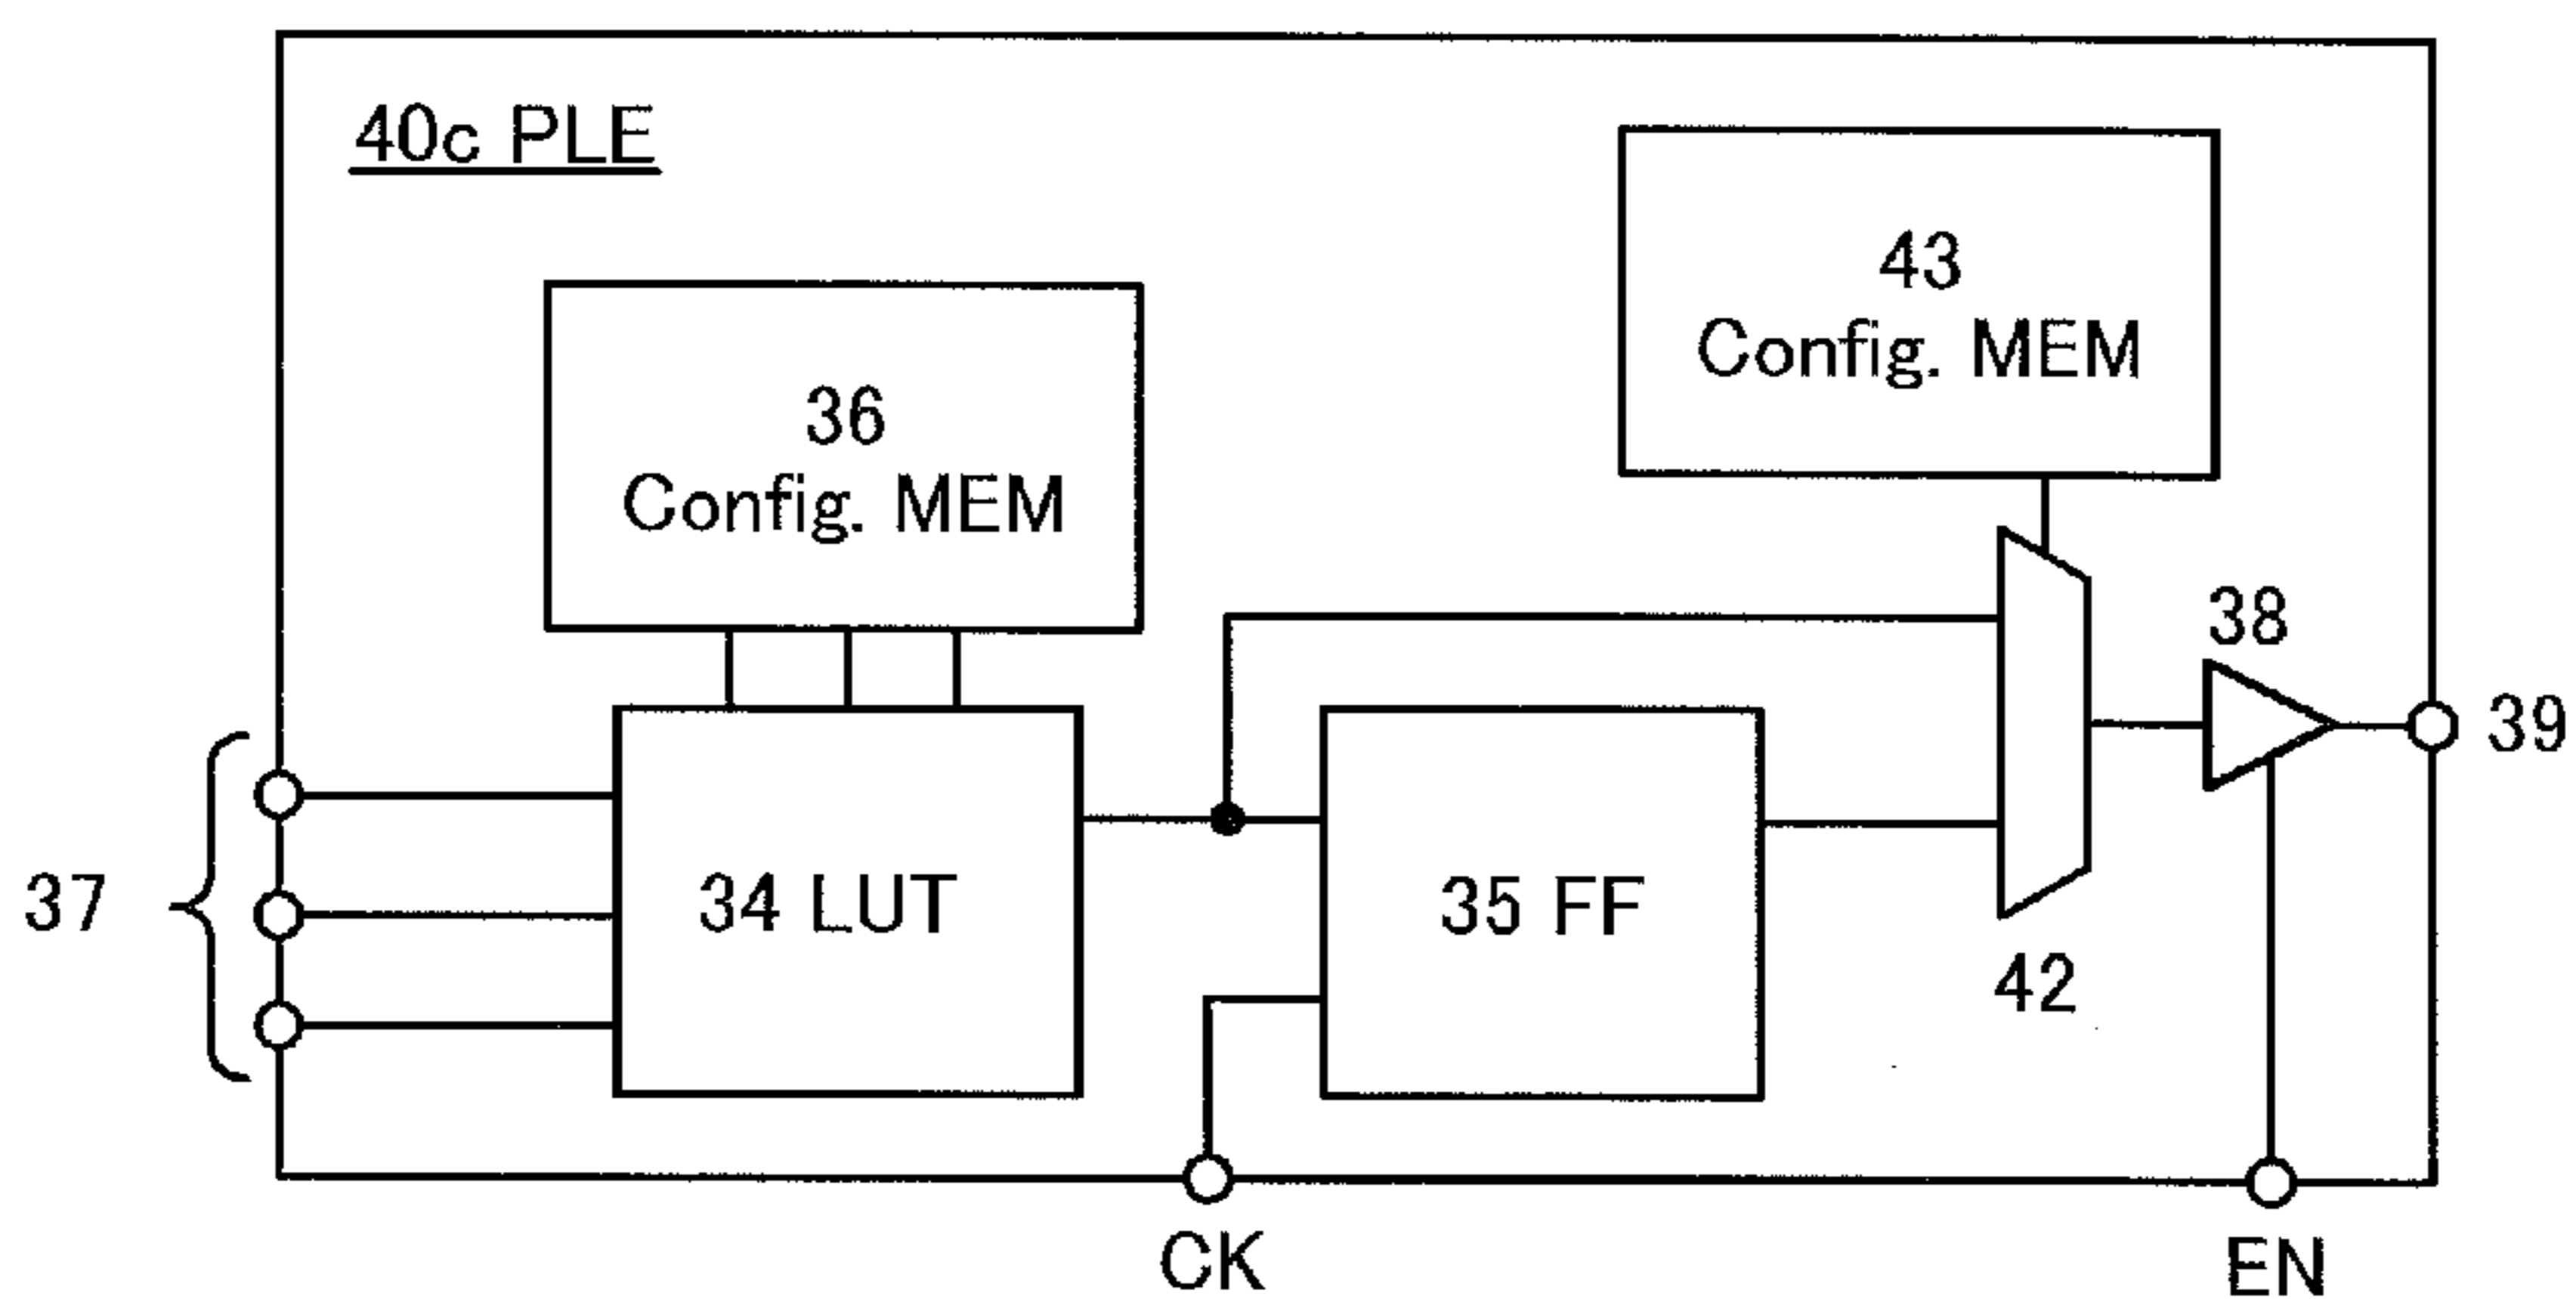 40c PLE
43
Config. MEM
36
Config. MEM
38
39
37
34 LUT
35 FF
42
CK
EN